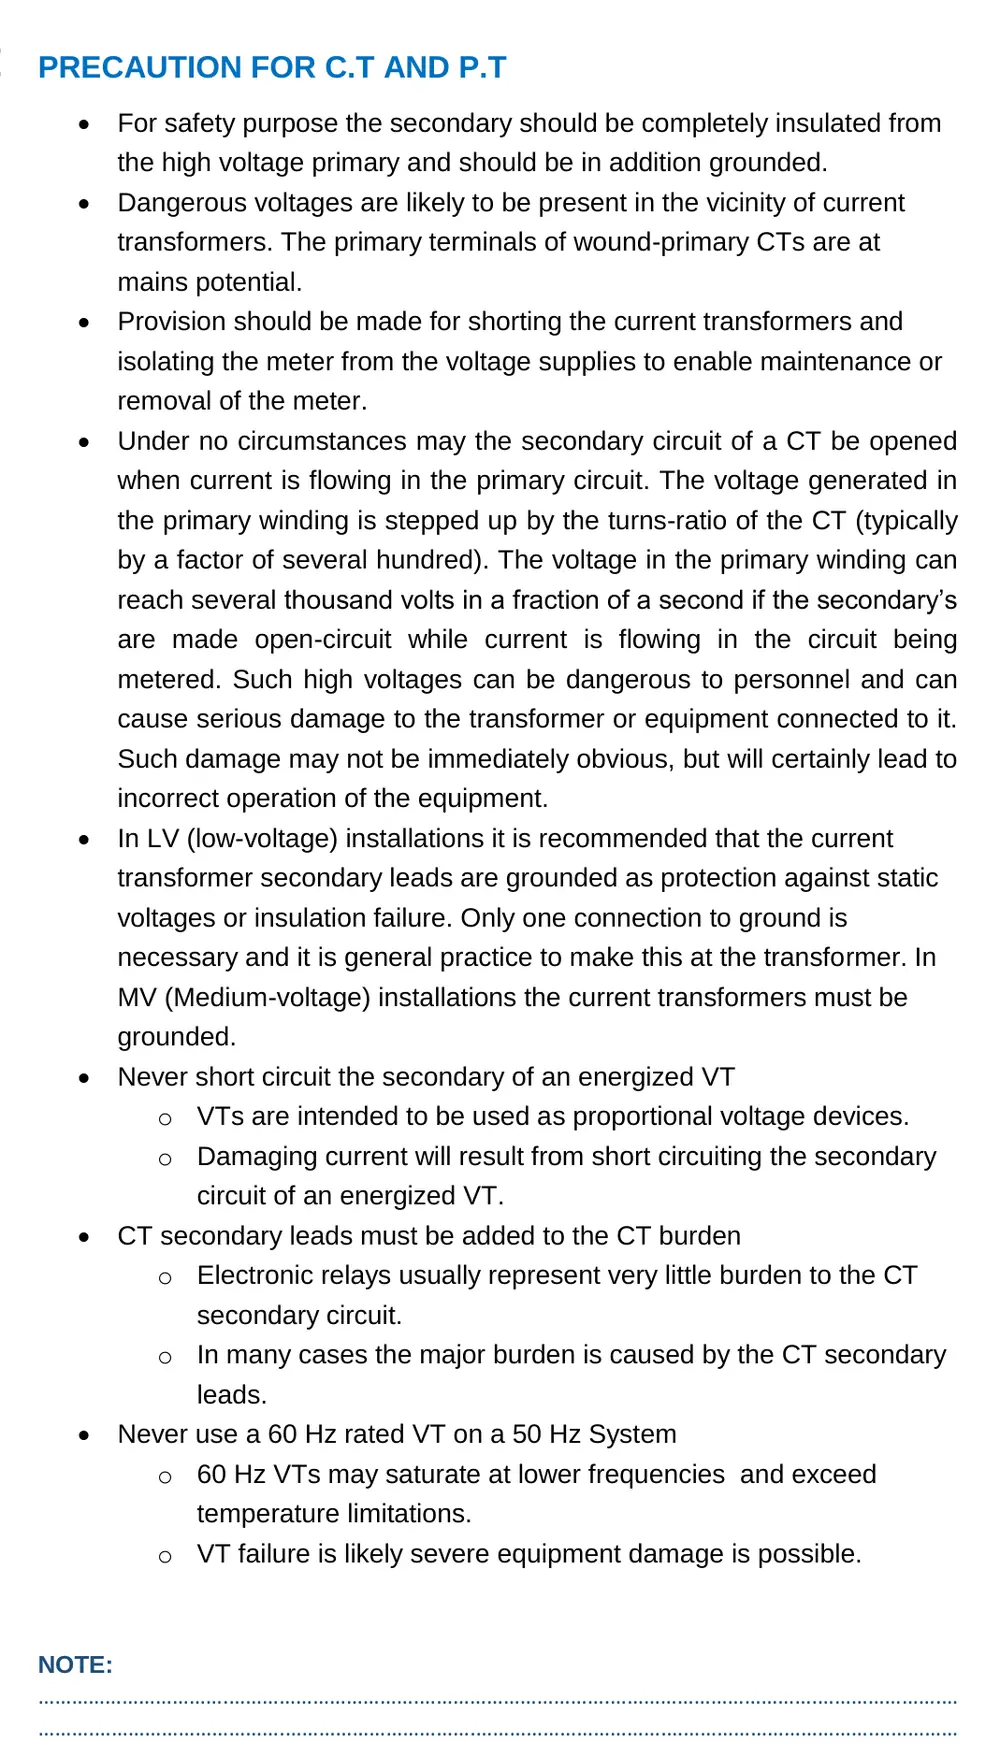 PRECAUTION FOR C.T AND P.T
• For safety purpose the secondary should be completely insulated from
the high voltage primary and should be in addition grounded.
• Dangerous voltages are likely to be present in the vicinity of current
transformers. The primary terminals of wound-primary CTs are at
mains potential.
• Provision should be made for shorting the current transformers and
isolating the meter from the voltage supplies to enable maintenance or
removal of the meter.
• Under no circumstances may the secondary circuit of a CT be opened
when current is flowing in the primary circuit. The voltage generated in
the primary winding is stepped up by the turns-ratio of the CT (typically
by a factor of several hundred). The voltage in the primary winding can
reach several thousand volts in a fraction of a second if the secondary’s
are made open-circuit while current is flowing in the circuit being
metered. Such high voltages can be dangerous to personnel and can
cause serious damage to the transformer or equipment connected to it.
Such damage may not be immediately obvious, but will certainly lead to
incorrect operation of the equipment.
• In LV (low-voltage) installations it is recommended that the current
transformer secondary leads are grounded as protection against static
voltages or insulation failure. Only one connection to ground is
necessary and it is general practice to make this at the transformer. In
MV (Medium-voltage) installations the current transformers must be
grounded.
• Never short circuit the secondary of an energized VT
o VTs are intended to be used as proportional voltage devices.
o Damaging current will result from short circuiting the secondary
circuit of an energized VT.
• CT secondary leads must be added to the CT burden
o Electronic relays usually represent very little burden to the CT
secondary circuit.
o In many cases the major burden is caused by the CT secondary
leads.
• Never use a 60 Hz rated VT on a 50 Hz System
o 60 Hz VTs may saturate at lower frequencies  and exceed
temperature limitations.
o VT failure is likely severe equipment damage is possible.
NOTE: